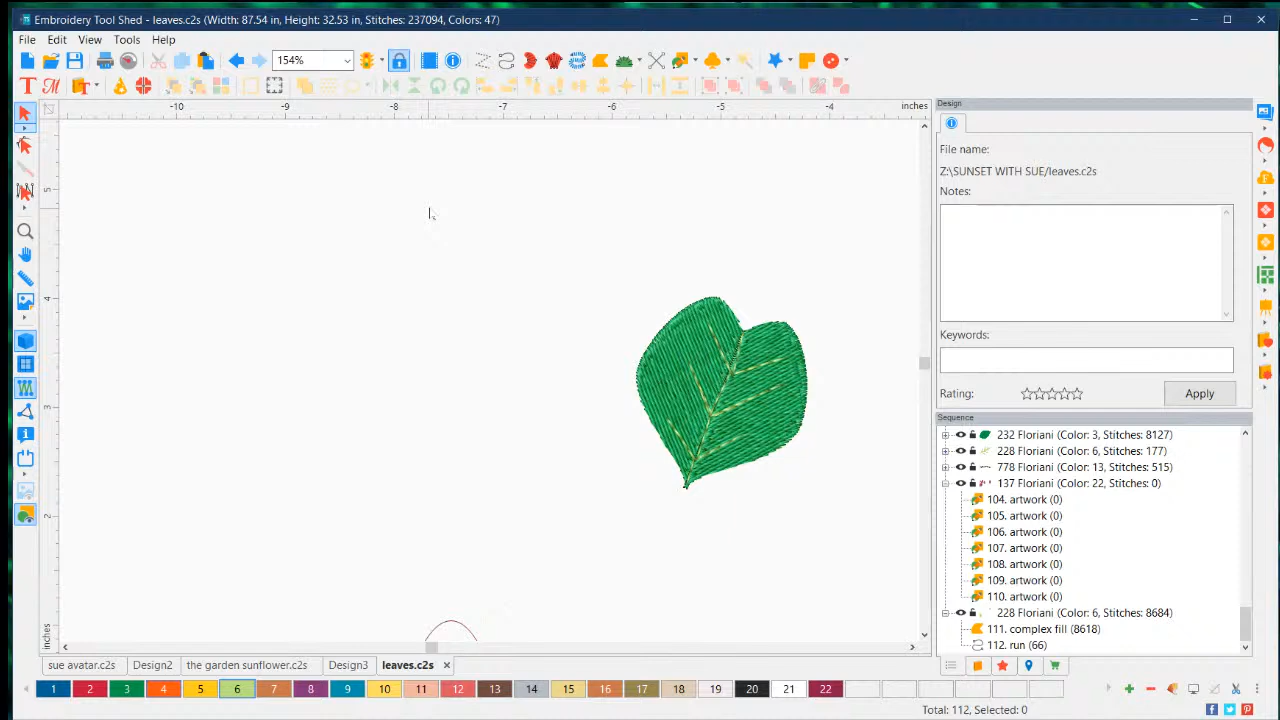 Embroidery Tool Shed - leaves.c2s (Width: 87.54 in, Height: 32.53 in, Stitches: 237094, Colors: 47)
File Edit View Tools Help
154%
-10 -9 -8 -7 -6 -5 -4 inches
5
4
3
2
inches
Design
File name:
Z:\SUNSET WITH SUE/leaves.c2s
Notes:
Keywords:
Rating:
Apply
Sequence
232 Floriani (Color: 3, Stitches: 8127)
228 Floriani (Color: 6, Stitches: 177)
778 Floriani (Color: 13, Stitches: 515)
137 Floriani (Color: 22, Stitches: 0)
104. artwork (0)
105. artwork (0)
106. artwork (0)
107. artwork (0)
108. artwork (0)
109. artwork (0)
110. artwork (0)
228 Floriani (Color: 6, Stitches: 8684)
111. complex fill (8618)
112. run (66)
sue avatar.c2s Design2 the garden sunflower.c2s Design3 leaves.c2s
1 2 3 4 5 6 7 8 9 10 11 12 13 14 15 16 17 18 19 20 21 22
Total: 112, Selected: 0